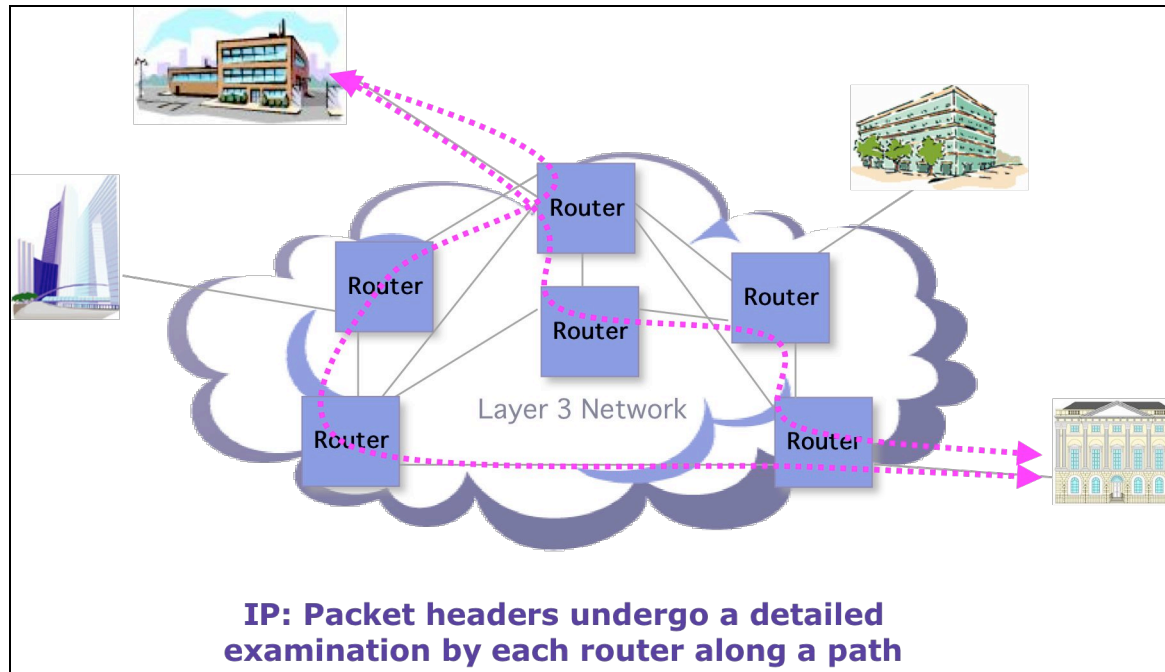 Router
Router
Router
Router
Layer 3 Network
Router
Router
IP: Packet headers undergo a detailed
examination by each router along a path